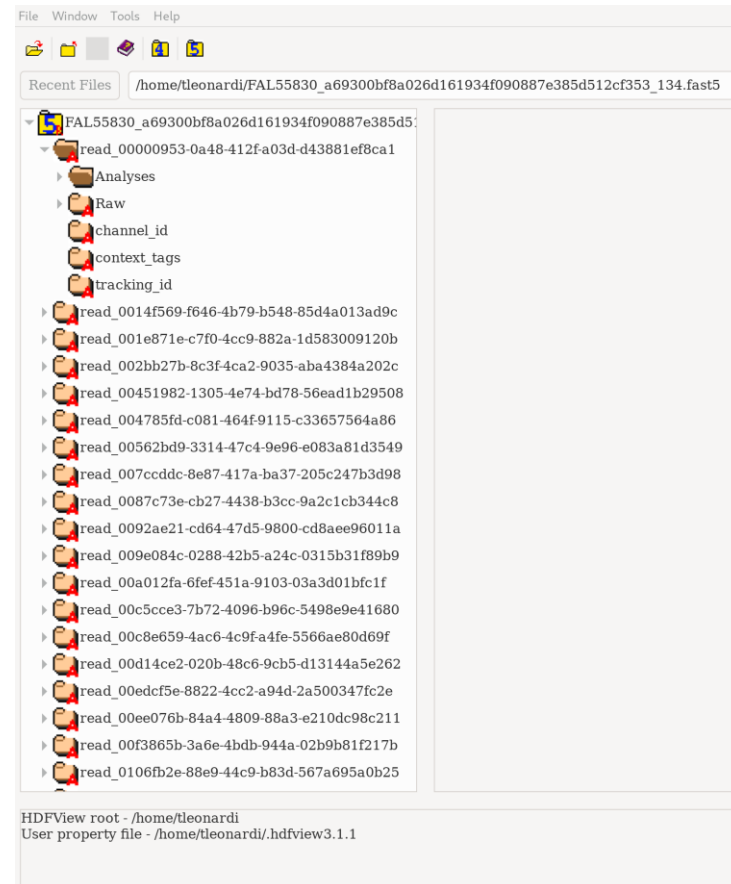 File Window Tools Help
Recent Files /home/tleonardi/FAL55830_a69300bf8a026d161934f090887e385d512cf353_134.fast5
FAL55830_a69300bf8a026d161934f090887e385d51
read_00000953-0a48-412f-a03d-d43881ef8ca1
Analyses
Raw
channel_id
context_tags
tracking_id
read_0014f569-f646-4b79-b548-85d4a013ad9c
read_001e871e-c7f0-4cc9-882a-1d583009120b
read_002bb27b-8c3f-4ca2-9035-aba4384a202c
read_00451982-1305-4e74-bd78-56ead1b29508
read_004785fd-c081-464f-9115-c33657564a86
read_00562bd9-3314-47c4-9e96-e083a81d3549
read_007ccddc-8e87-417a-ba37-205c247b3d98
read_0087c73e-cb27-4438-b3cc-9a2c1cb344c8
read_0092ae21-cd64-47d5-9800-cd8aee96011a
read_009e084c-0288-42b5-a24c-0315b31f89b9
read_00a012fa-6fef-451a-9103-03a3d01bfc1f
read_00c5cce3-7b72-4096-b96c-5498e9e41680
read_00c8e659-4ac6-4c9f-a4fe-5566ae80d69f
read_00d14ce2-020b-48c6-9cb5-d13144a5e262
read_00edcf5e-8822-4cc2-a94d-2a500347fc2e
read_00ee076b-84a4-4809-88a3-e210dc98c211
read_00f3865b-3a6e-4bdb-944a-02b9b81f217b
read_0106fb2e-88e9-44c9-b83d-567a695a0b25
HDFView root - /home/tleonardi
User property file - /home/tleonardi/.hdfview3.1.1